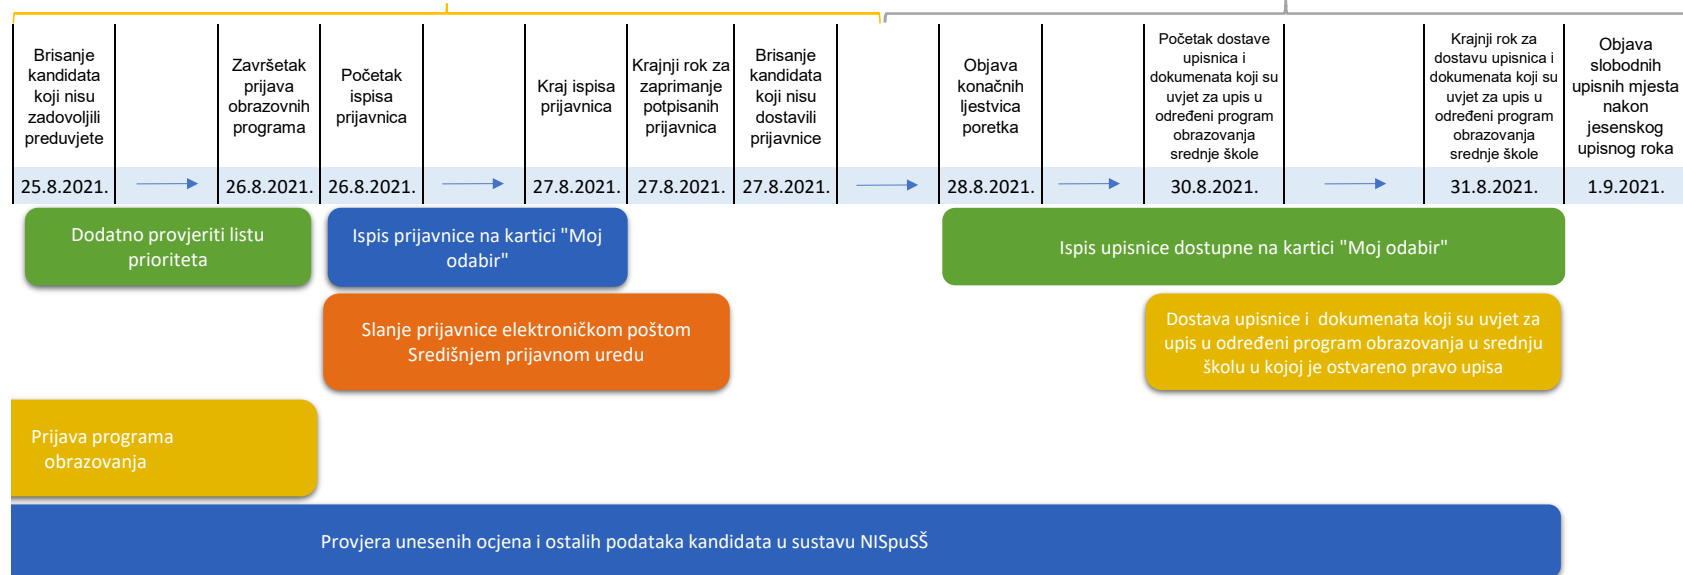 Brisanje
kandidata
koji nisu
zadovoljili
preduvjete
Završetak
prijava
obrazovnih
programa
Početak
ispisa
prijavnica
Kraj ispisa
prijavnica
Krajnji rok za
zaprimanje
potpisanih
prijavnica
Brisanje
kandidata
koji nisu
dostavili
prijavnice
Objava
konačnih
ljestvica
poretka
Početak dostave
upisnica i
dokumenata koji su
uvjet za upis u
određeni program
obrazovanja
srednje škole
Krajnji rok za
dostavu upisnica i
dokumenata koji su
uvjet za upis u
određeni program
obrazovanja
srednje škole
Objava
slobodnih
upisnih mjesta
nakon
jesenskog
upisnog roka
25.8.2021.
26.8.2021.
26.8.2021.
27.8.2021.
27.8.2021.
27.8.2021.
28.8.2021.
30.8.2021.
31.8.2021.
1.9.2021.
Dodatno provjeriti listu
prioriteta
Ispis prijavnice na kartici "Moj
odabir"
Ispis upisnice dostupne na kartici "Moj odabir"
Slanje prijavnice elektroničkom poštom
Središnjem prijavnom uredu
Dostava upisnice i dokumenata koji su uvjet za
upis u određeni program obrazovanja u srednju
školu u kojoj je ostvareno pravo upisa
Prijava programa
obrazovanja
Provjera unesenih ocjena i ostalih podataka kandidata u sustavu NISpuSŠ